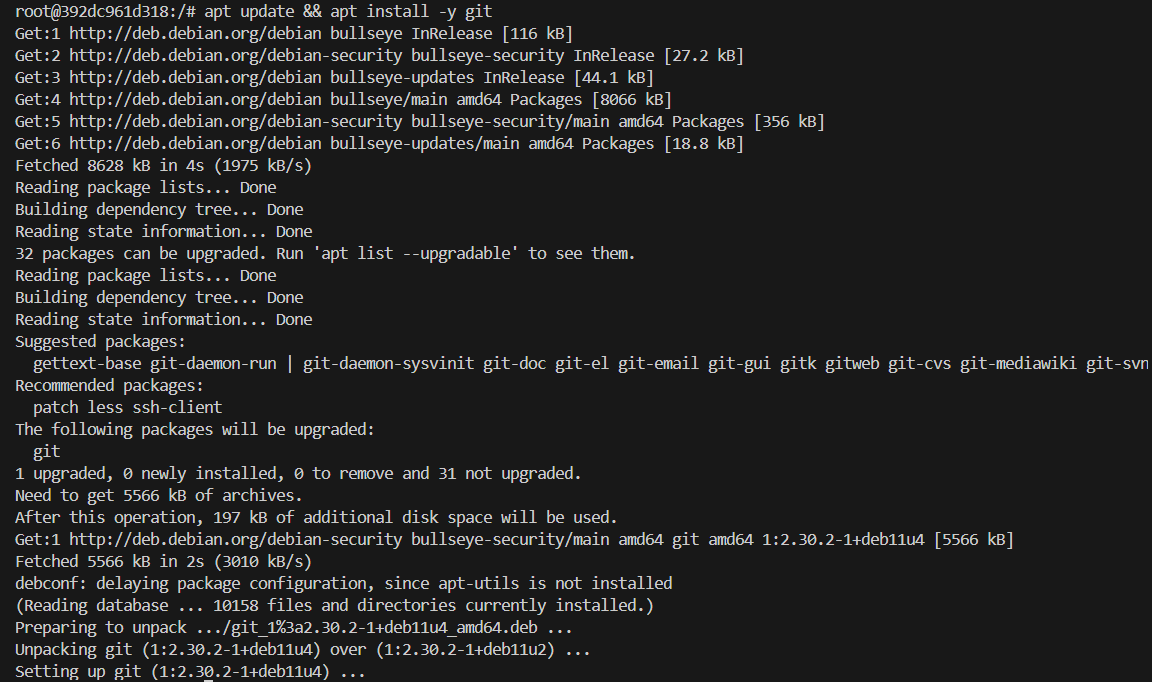 root@392dc961d318:/# apt update && apt install -y git
Get:1 http://deb.debian.org/debian bullseye InRelease [116 kB]
Get:2 http://deb.debian.org/debian-security bullseye-security InRelease [27.2 kB]
Get:3 http://deb.debian.org/debian bullseye-updates InRelease [44.1 kB]
Get:4 http://deb.debian.org/debian bullseye/main amd64 Packages [8066 kB]
Get:5 http://deb.debian.org/debian-security bullseye-security/main amd64 Packages [356 kB]
Get:6 http://deb.debian.org/debian bullseye-updates/main amd64 Packages [18.8 kB]
Fetched 8628 kB in 4s (1975 kB/s)
Reading package lists... Done
Building dependency tree... Done
Reading state information... Done
32 packages can be upgraded. Run 'apt list --upgradable' to see them.
Reading package lists... Done
Building dependency tree... Done
Reading state information... Done
Suggested packages:
  gettext-base git-daemon-run | git-daemon-sysvinit git-doc git-el git-email git-gui gitk gitweb git-cvs git-mediawiki git-svn
Recommended packages:
  patch less ssh-client
The following packages will be upgraded:
  git
1 upgraded, 0 newly installed, 0 to remove and 31 not upgraded.
Need to get 5566 kB of archives.
After this operation, 197 kB of additional disk space will be used.
Get:1 http://deb.debian.org/debian-security bullseye-security/main amd64 git amd64 1:2.30.2-1+deb11u4 [5566 kB]
Fetched 5566 kB in 2s (3010 kB/s)
debconf: delaying package configuration, since apt-utils is not installed
(Reading database ... 10158 files and directories currently installed.)
Preparing to unpack .../git_1%3a2.30.2-1+deb11u4_amd64.deb ...
Unpacking git (1:2.30.2-1+deb11u4) over (1:2.30.2-1+deb11u2) ...
Setting up git (1:2.30.2-1+deb11u4) ...